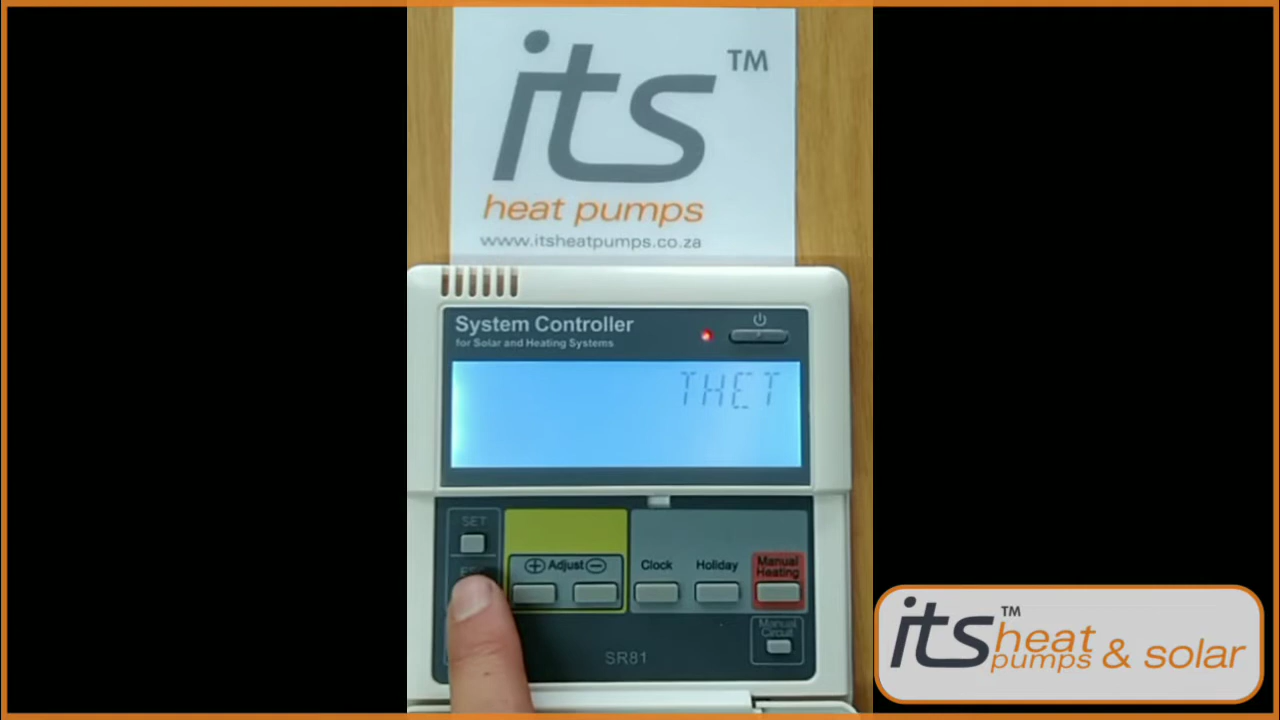 its™
heat pumps
www.itsheatpumps.co.za
System Controller
for Solar and Heating Systems
THET
SET
Adjust
Clock
Holiday
Manual
Heating
Manual
Circuit
SR81
its™ heat
pumps & solar